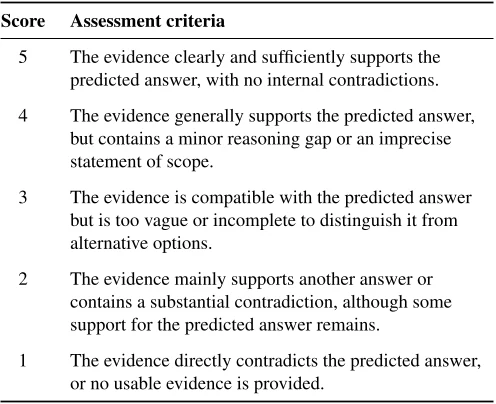 Score Assessment criteria
5 The evidence clearly and sufficiently supports the
predicted answer, with no internal contradictions.
4 The evidence generally supports the predicted answer,
but contains a minor reasoning gap or an imprecise
statement of scope.
3 The evidence is compatible with the predicted answer
but is too vague or incomplete to distinguish it from
alternative options.
2 The evidence mainly supports another answer or
contains a substantial contradiction, although some
support for the predicted answer remains.
1 The evidence directly contradicts the predicted answer,
or no usable evidence is provided.